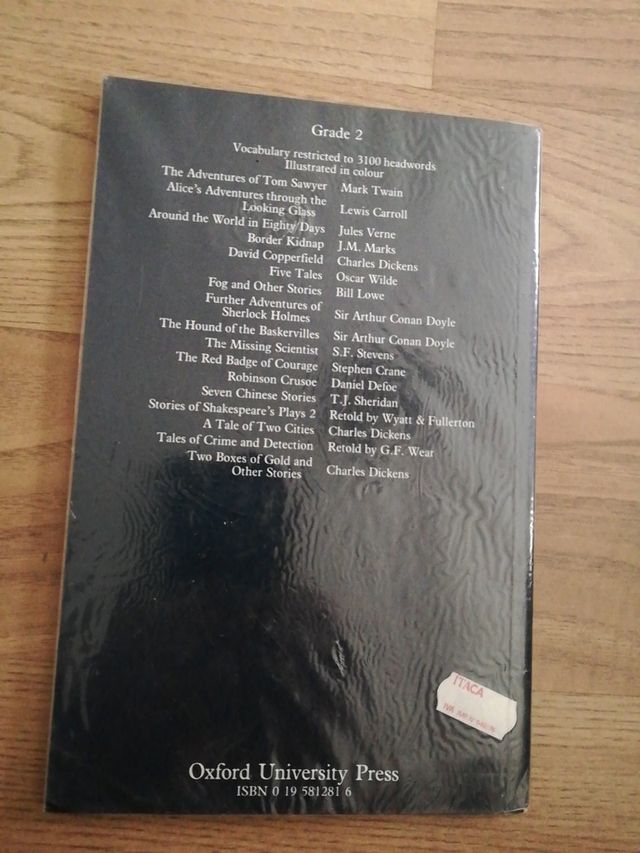 Grade 2
Vocabulary restricted to 3100 headwords
Illustrated in colour
The Adventures of Tom Sawyer Mark Twain
Alice's Adventures through the
Looking Glass Lewis Carroll
Around the World in Eighty Days Jules Verne
Border Kidnap J.M. Marks
David Copperfield Charles Dickens
Five Tales Oscar Wilde
Fog and Other Stories Bill Lowe
Further Adventures of
Sherlock Holmes Sir Arthur Conan Doyle
The Hound of the Baskervilles Sir Arthur Conan Doyle
The Missing Scientist S.F. Stevens
The Red Badge of Courage Stephen Crane
Robinson Crusoe Daniel Defoe
Seven Chinese Stories T.J. Sheridan
Stories of Shakespeare's Plays 2 Retold by Wyatt & Fullerton
A Tale of Two Cities Charles Dickens
Tales of Crime and Detection Retold by G.F. Wear
Two Boxes of Gold and
Other Stories Charles Dickens
ITACA
IVA
Oxford University Press
ISBN 0 19 581281 6